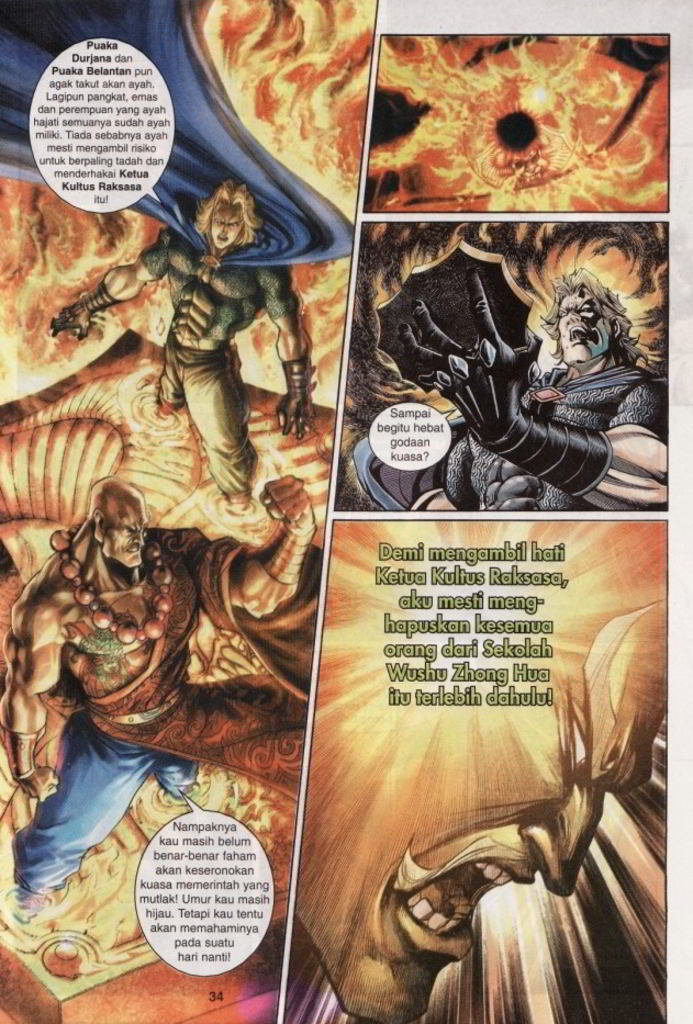 Puaka
Durjana dan
Puaka Belantan pun
agak takut akan ayah.
Lagipun pangkat, emas
dan perempuan yang ayah
hajati semuanya sudah ayah
miliki. Tiada sebabnya ayah
mesti mengambil risiko
untuk berpaling tadah dan
menderhakai Ketua
Kultus Raksasa
itu!
Nampaknya
kau masih belum
benar-benar faham
akan keseronokan
kuasa memerintah yang
mutlak! Umur kau masih
hijau. Tetapi kau tentu
akan memahaminya
pada suatu
hari nanti!
Sampai
begitu hebat
godaan
kuasa?
Demi mengambil hati
Ketua Kultus Raksasa,
aku mesti meng-
hapuskan kesemua
orang dari Sekolah
Wushu Zhong Hua
itu terlebih dahulu!
34